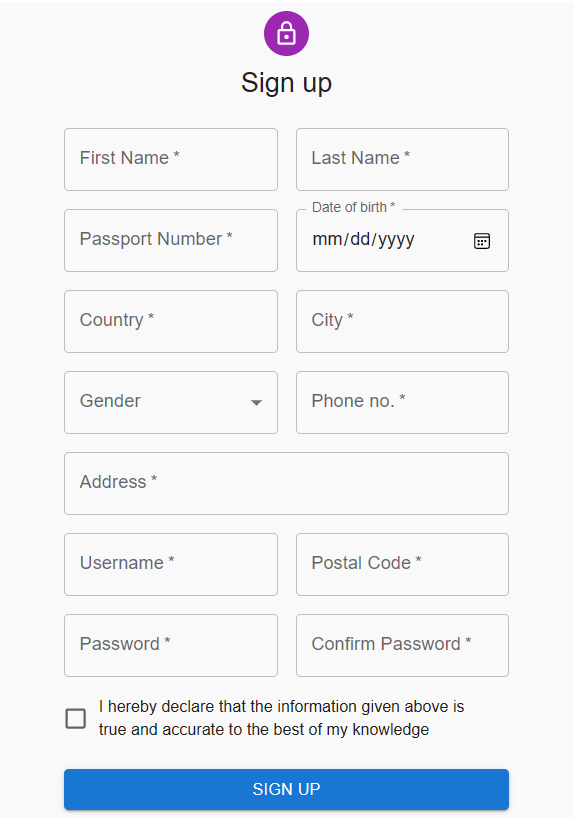 Sign up
First Name *
Last Name *
Passport Number *
Date of birth *
mm/dd/yyyy
Country *
City *
Gender
Phone no. *
Address *
Username *
Postal Code *
Password *
Confirm Password *
I hereby declare that the information given above is
true and accurate to the best of my knowledge
SIGN UP